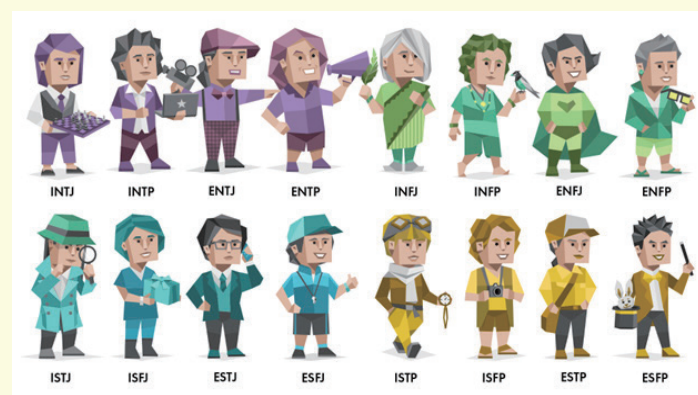 INTJ INTP ENTJ ENTP INFJ INFP ENFJ ENFP
ISTJ ISFJ ESTJ ESFJ ISTP ISFP ESTP ESFP